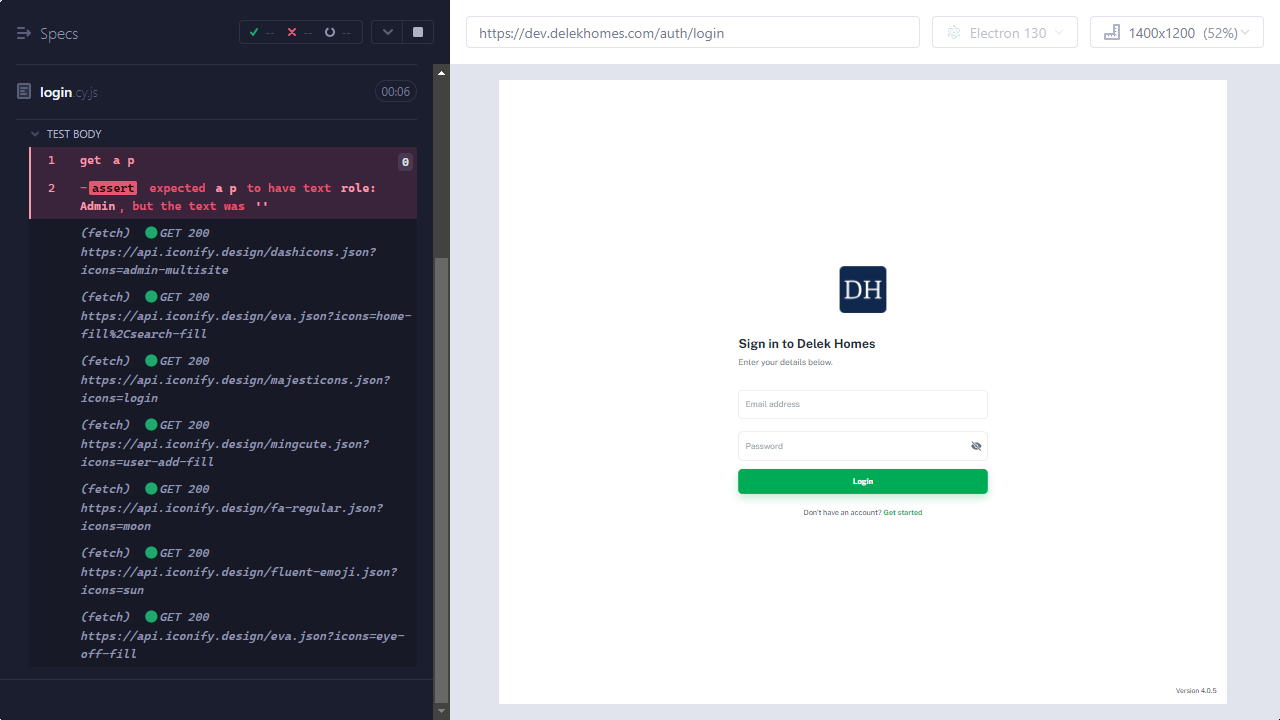 Specs
-- -- --
login.cy.js
00:06
TEST BODY
1 get a p 0
2 -assert expected a p to have text role:
Admin, but the text was ''
(fetch) GET 200
https://api.iconify.design/dashicons.json?
icons=admin-multisite
(fetch) GET 200
https://api.iconify.design/eva.json?icons=home-
fill%2Csearch-fill
(fetch) GET 200
https://api.iconify.design/majesticons.json?
icons=login
(fetch) GET 200
https://api.iconify.design/mingcute.json?
icons=user-add-fill
(fetch) GET 200
https://api.iconify.design/fa-regular.json?
icons=moon
(fetch) GET 200
https://api.iconify.design/fluent-emoji.json?
icons=sun
(fetch) GET 200
https://api.iconify.design/eva.json?icons=eye-
off-fill
https://dev.delekhomes.com/auth/login
Electron 130
1400x1200 (52%)
DH
Sign in to Delek Homes
Enter your details below.
Email address
Password
Login
Don't have an account? Get started
Version 4.0.5